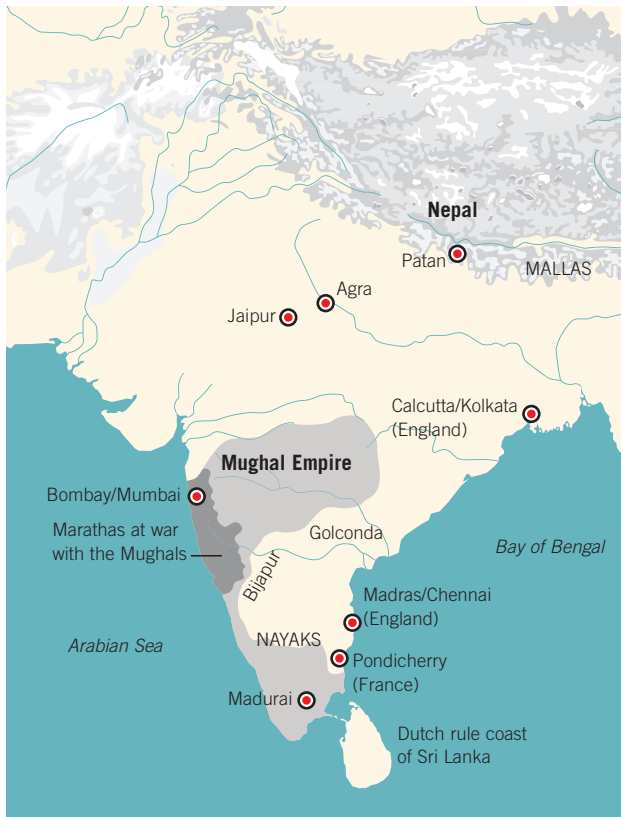 Nepal
Patan
MALLAS
Agra
Jaipur
Calcutta/Kolkata
(England)
Mughal Empire
Bombay/Mumbai
Marathas at war
with the Mughals
Golconda
Bay of Bengal
Bijapur
Madras/Chennai
(England)
Arabian Sea
NAYAKS
Pondicherry
(France)
Madurai
Dutch rule coast
of Sri Lanka